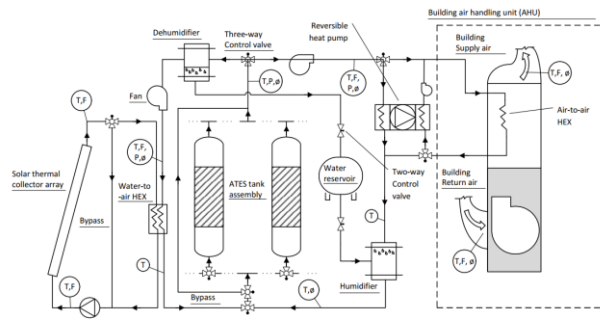 Building air handling unit (AHU)
Reversible
heat pump
Dehumidifier
Three-way
Control valve
Building
Supply air
T,P,ø
T,F,
P,ø
T,F, ø
Fan
T,F
T,F,
P,ø
Air-to-air
HEX
Solar thermal
collector array
Bypass
Water-to
-air HEX
ATES tank
assembly
Water
reservoir
Two-way
Control
valve
Building
Return air
T
T
T,F, ø
T,F
Bypass
T,ø
Humidifier